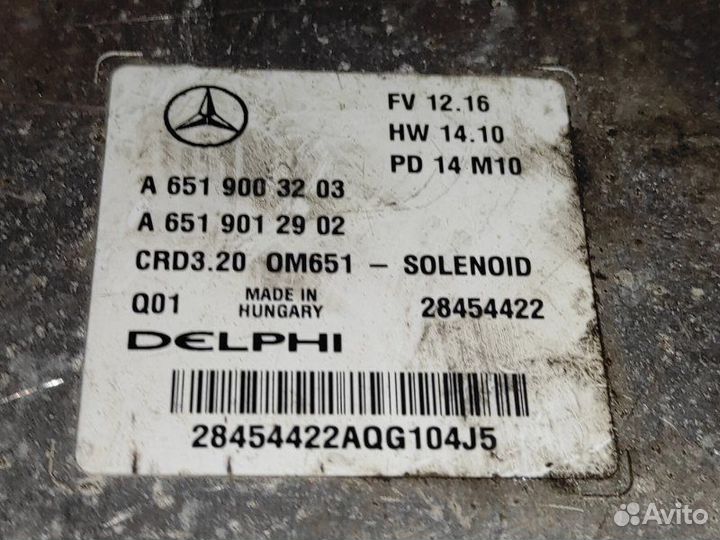 FV 12.16
HW 14.10
PD 14 M10
A 651 900 32 03
A 651 901 29 02
CRD3.20 OM651 – SOLENOID
Q01 MADE IN HUNGARY 28454422
DELPHI
28454422AQG104J5
Avito